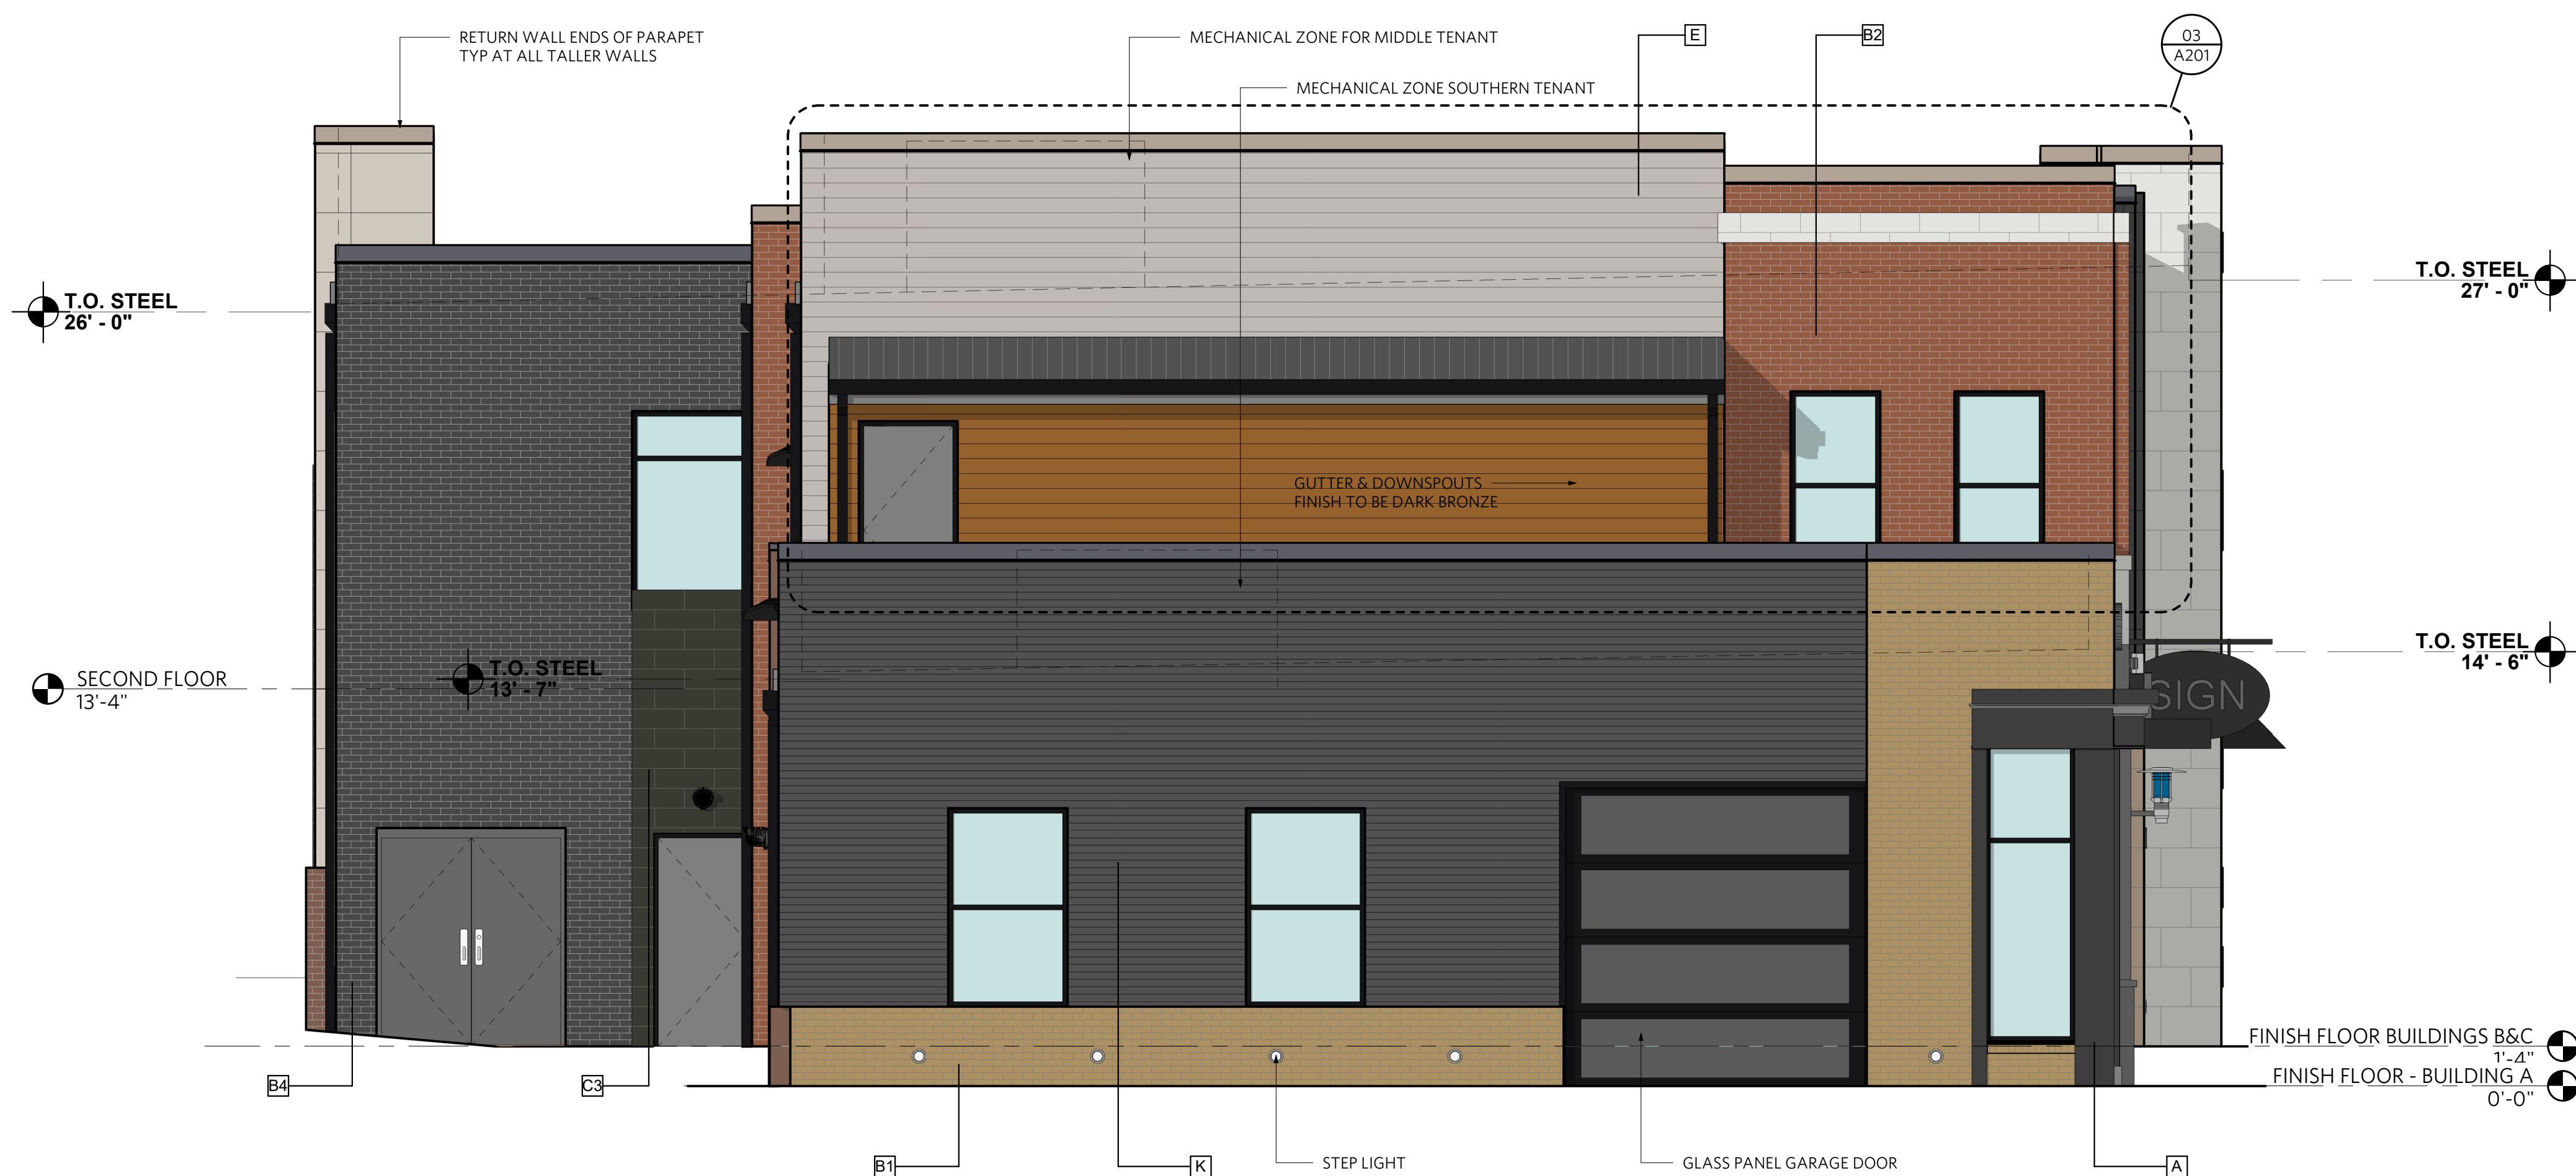 RETURN WALL ENDS OF PARAPET
TYP AT ALL TALLER WALLS
MECHANICAL ZONE FOR MIDDLE TENANT
E
B2
03
A201
MECHANICAL ZONE SOUTHERN TENANT
T.O. STEEL
26' - 0"
T.O. STEEL
27' - 0"
GUTTER & DOWNSPOUTS
FINISH TO BE DARK BRONZE
SECOND FLOOR
13'-4"
T.O. STEEL
13' - 7"
T.O. STEEL
14' - 6"
SIGN
FINISH FLOOR BUILDINGS B&C
1'-4"
FINISH FLOOR - BUILDING A
0'-0"
B4
C3
B1
K
STEP LIGHT
GLASS PANEL GARAGE DOOR
A